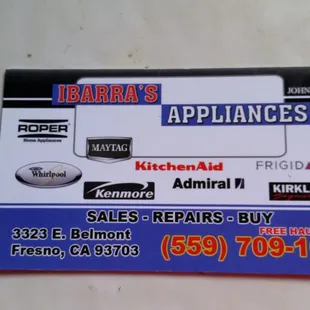 JOHN
IBARRA'S
APPLIANCES
ROPER
Home Appliances
MAYTAG
Whirlpool
KitchenAid
FRIGID
Kenmore
Admiral
KIRKL
Signature
SALES - REPAIRS - BUY
FREE HAU
3323 E. Belmont
Fresno, CA 93703
(559) 709-1